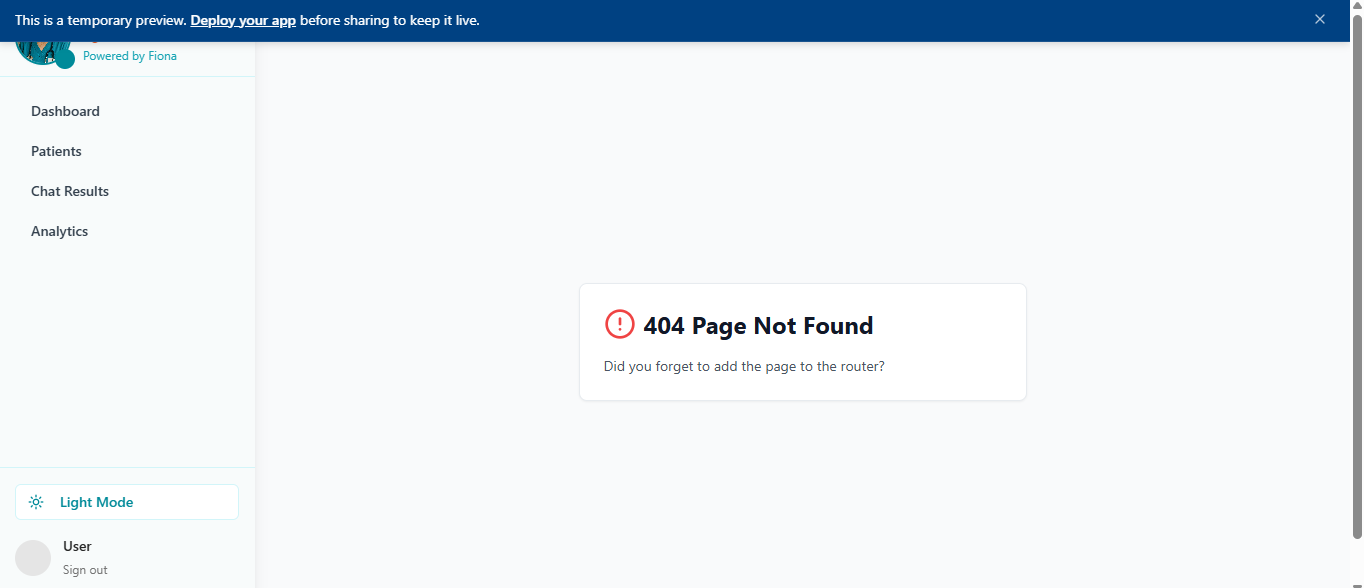 This is a temporary preview. Deploy your app before sharing to keep it live.
Powered by Fiona
Dashboard
Patients
Chat Results
Analytics
404 Page Not Found
Did you forget to add the page to the router?
Light Mode
User
Sign out